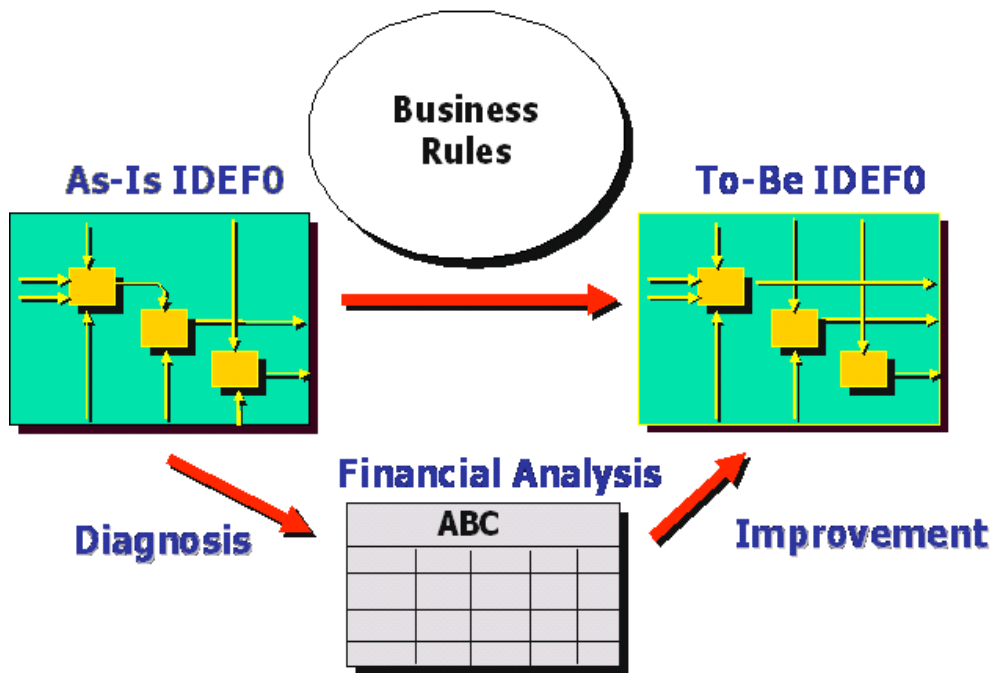 Business
Rules
As-Is IDEF0
To-Be IDEF0
Financial Analysis
ABC
Diagnosis
Improvement